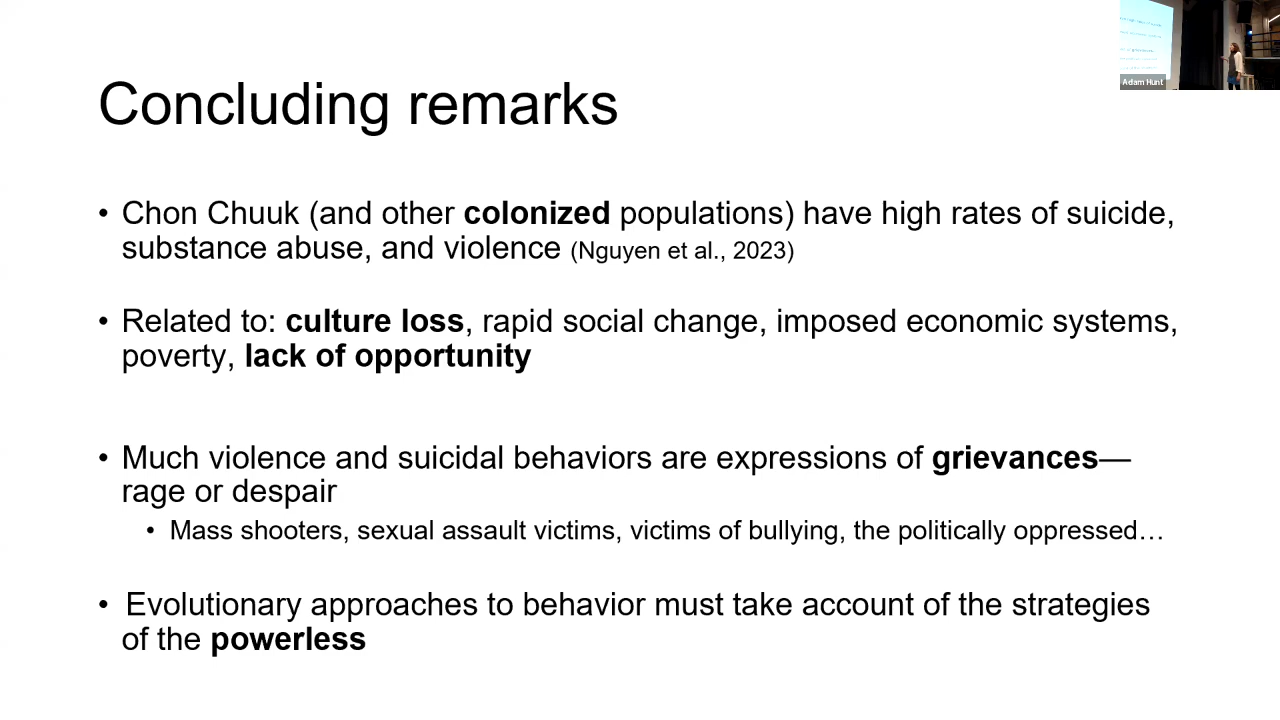 Adam Hunt
Concluding remarks
• Chon Chuuk (and other colonized populations) have high rates of suicide,
substance abuse, and violence (Nguyen et al., 2023)
• Related to: culture loss, rapid social change, imposed economic systems,
poverty, lack of opportunity
• Much violence and suicidal behaviors are expressions of grievances—
rage or despair
• Mass shooters, sexual assault victims, victims of bullying, the politically oppressed…
• Evolutionary approaches to behavior must take account of the strategies
of the powerless